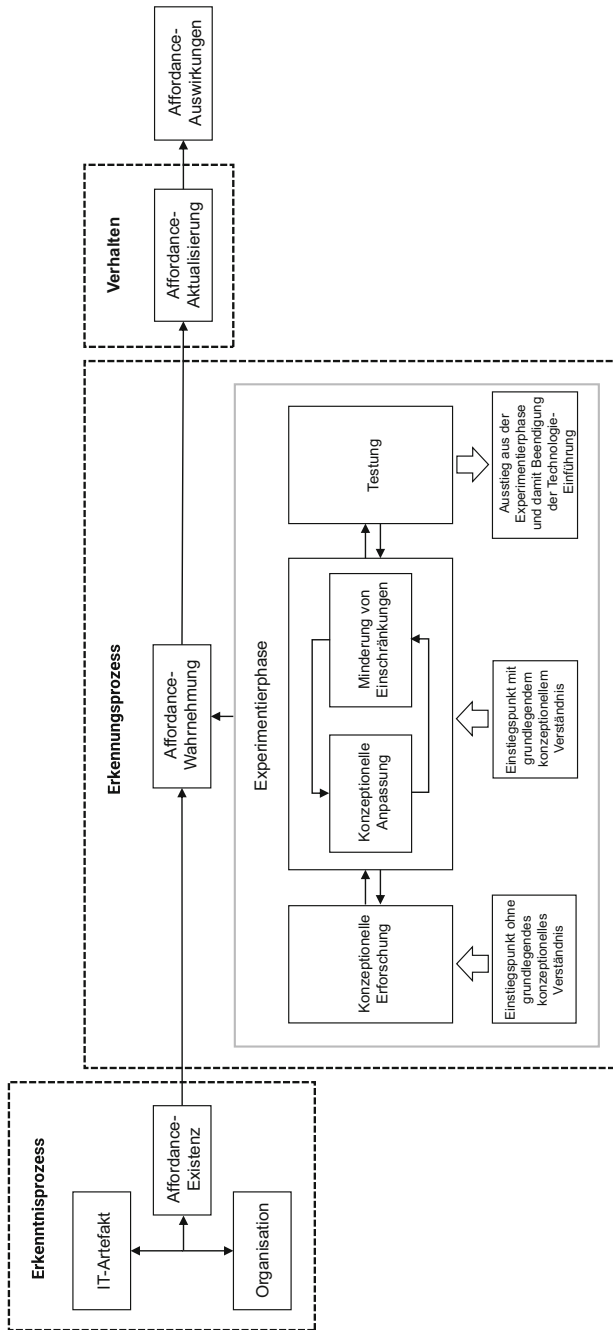 Erkenntnisprozess
IT-Artefakt
Affordance-
Existenz
Organisation
Erkennungsprozess
Affordance-
Wahrnehmung
Experimentierphase
Konzeptionelle
Erforschung
Konzeptionelle
Anpassung
Minderung von
Einschränkungen
Testung
Einstiegspunkt ohne
grundlegendes
konzeptionelles
Verständnis
Einstiegspunkt mit
grundlegendem
konzeptionellem
Verständnis
Ausstieg aus der
Experimentierphase
und damit Beendigung
der Technologie-
Einführung
Verhalten
Affordance-
Aktualisierung
Affordance-
Auswirkungen